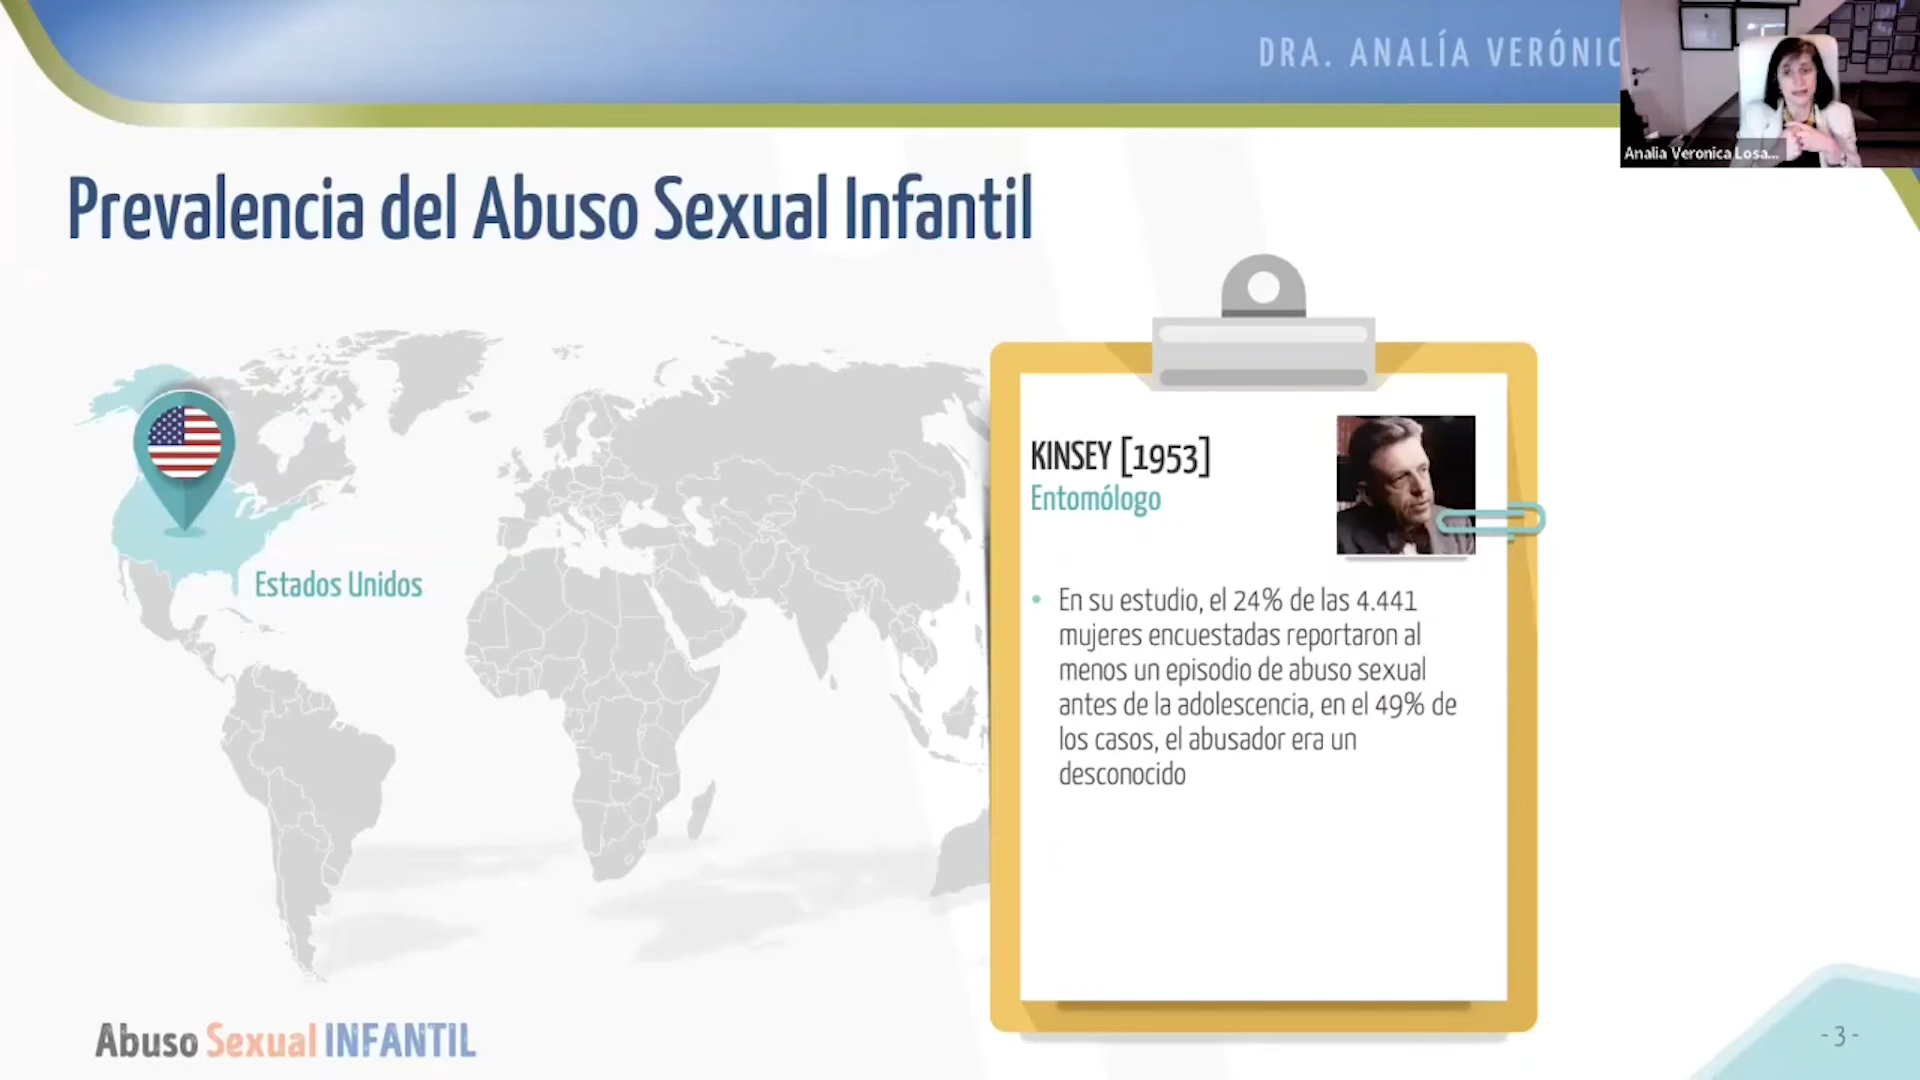 DRA. ANALÍA VERÓNIC
Analia Veronica Losa...
Prevalencia del Abuso Sexual Infantil
Estados Unidos
KINSEY [1953]
Entomólogo
• En su estudio, el 24% de las 4.441
mujeres encuestadas reportaron al
menos un episodio de abuso sexual
antes de la adolescencia, en el 49% de
los casos, el abusador era un
desconocido
Abuso Sexual INFANTIL
- 3 -